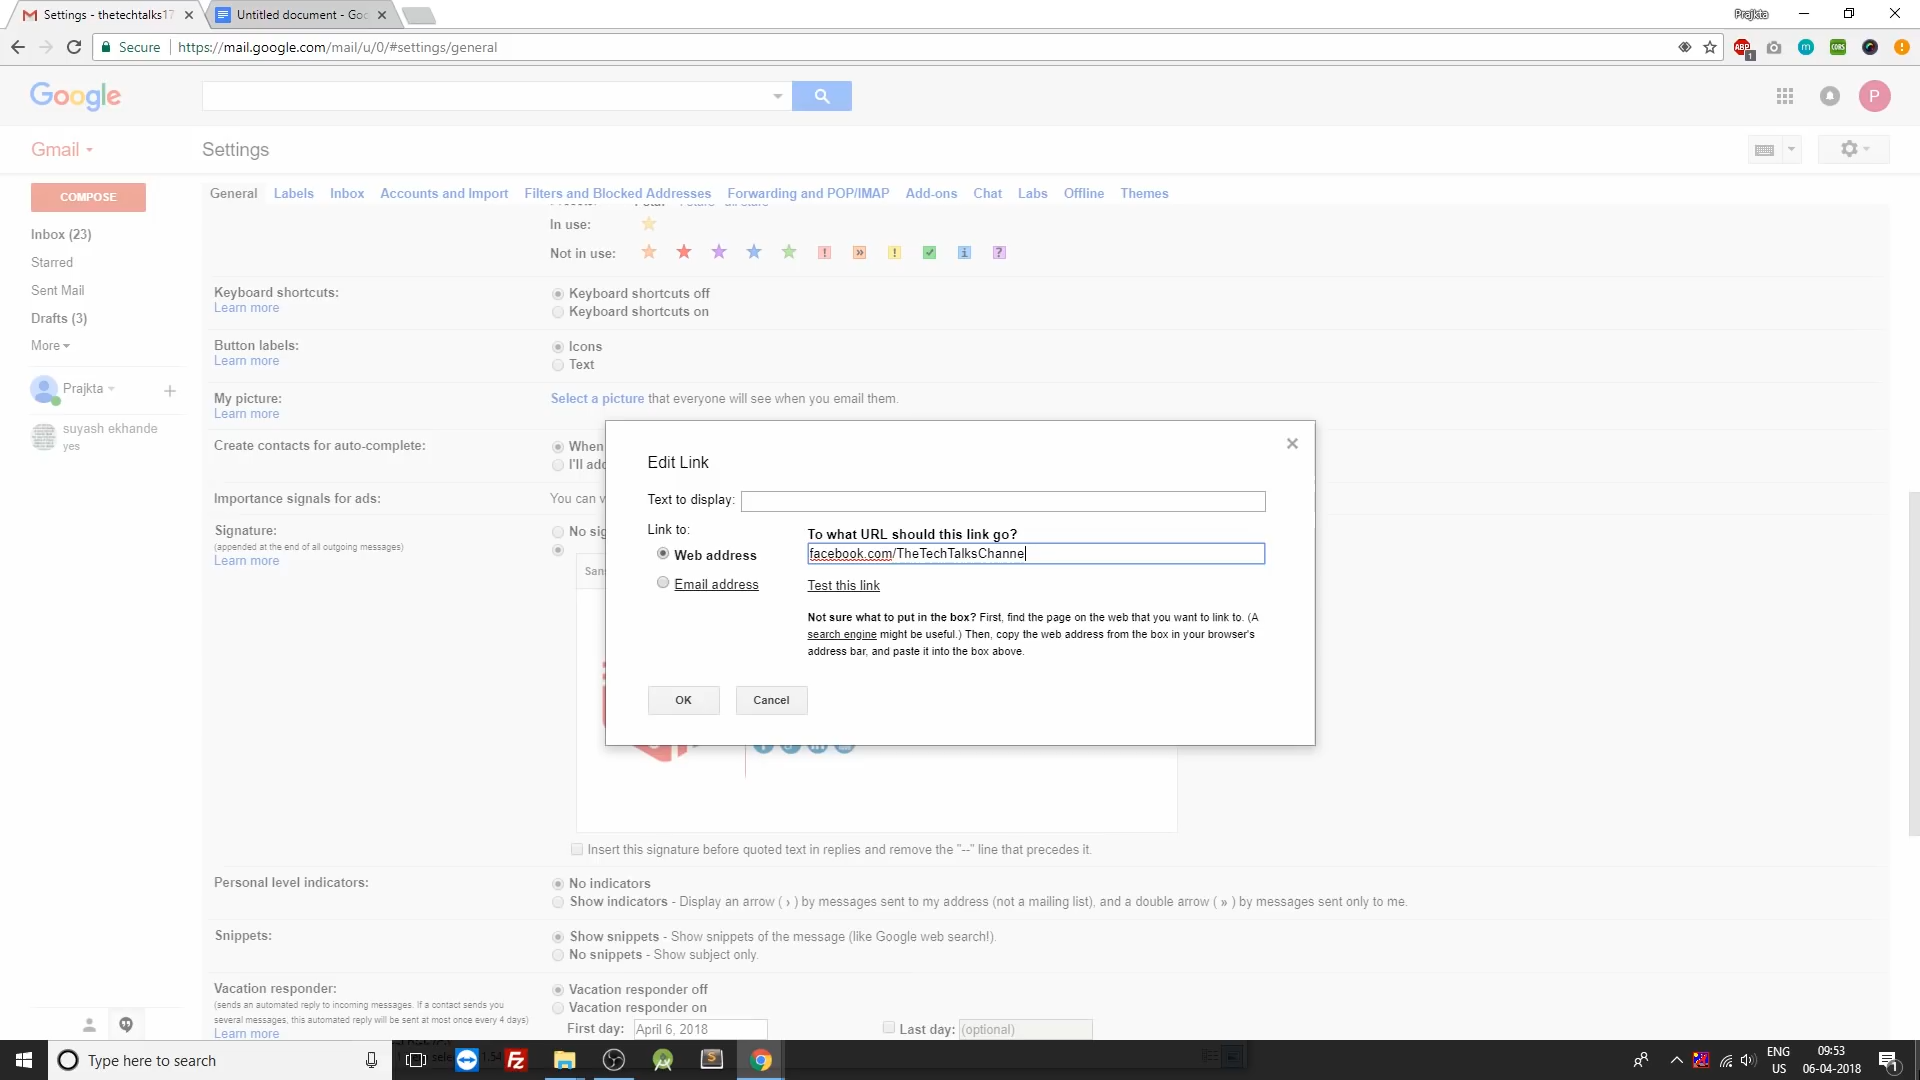 Settings - thetechtalks17
Untitled document - Goo
Prajkta
Secure
https://mail.google.com/mail/u/0/#settings/general
ABP
1
m
CORS
Google
P
Gmail
Settings
COMPOSE
General
Labels
Inbox
Accounts and Import
Filters and Blocked Addresses
Forwarding and POP/IMAP
Add-ons
Chat
Labs
Offline
Themes
Inbox (23)
Starred
Sent Mail
Drafts (3)
More
Prajkta
suyash ekhande
yes
In use:
Not in use:
Keyboard shortcuts:
Learn more
Keyboard shortcuts off
Keyboard shortcuts on
Button labels:
Learn more
Icons
Text
My picture:
Learn more
Select a picture that everyone will see when you email them.
Create contacts for auto-complete:
When
I'll add
Importance signals for ads:
You can v
Signature:
(appended at the end of all outgoing messages)
Learn more
No sig
Sans
Edit Link
Text to display:
Link to:
Web address
Email address
To what URL should this link go?
facebook.com/TheTechTalksChanne
Test this link
Not sure what to put in the box? First, find the page on the web that you want to link to. (A
search engine might be useful.) Then, copy the web address from the box in your browser's
address bar, and paste it into the box above.
OK
Cancel
Insert this signature before quoted text in replies and remove the "--" line that precedes it.
Personal level indicators:
No indicators
Show indicators - Display an arrow ( › ) by messages sent to my address (not a mailing list), and a double arrow ( » ) by messages sent only to me.
Snippets:
Show snippets - Show snippets of the message (like Google web search!).
No snippets - Show subject only.
Vacation responder:
(sends an automated reply to incoming messages. If a contact sends you
several messages, this automated reply will be sent at most once every 4 days)
Learn more
Vacation responder off
Vacation responder on
First day: April 6, 2018
Last day: (optional)
Type here to search
ENG
US
09:53
06-04-2018
1